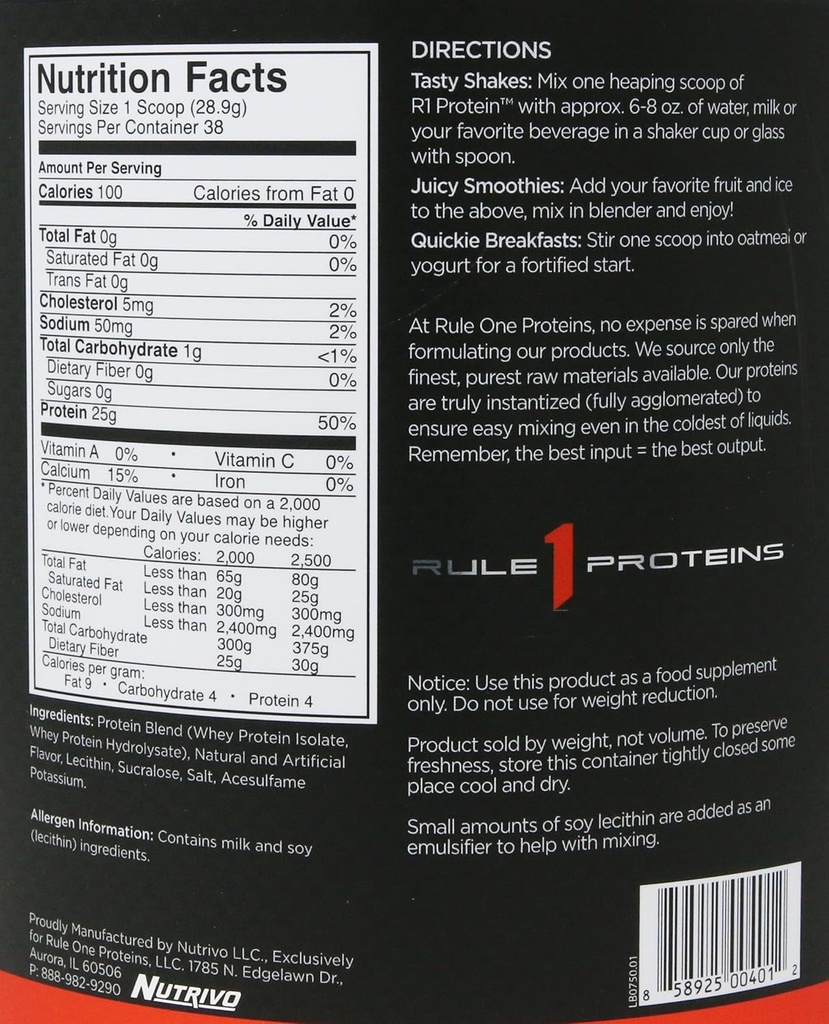 Nutrition Facts
Serving Size 1 Scoop (28.9g)
Servings Per Container 38
Amount Per Serving
Calories 100 Calories from Fat 0
% Daily Value*
Total Fat 0g 0%
Saturated Fat 0g 0%
Trans Fat 0g
Cholesterol 5mg 2%
Sodium 50mg 2%
Total Carbohydrate 1g <1%
Dietary Fiber 0g 0%
Sugars 0g
Protein 25g 50%
Vitamin A 0% • Vitamin C 0%
Calcium 15% • Iron 0%
*Percent Daily Values are based on a 2,000
calorie diet. Your Daily Values may be higher
or lower depending on your calorie needs:
Calories: 2,000 2,500
Total Fat Less than 65g 80g
Saturated Fat Less than 20g 25g
Cholesterol Less than 300mg 300mg
Sodium Less than 2,400mg 2,400mg
Total Carbohydrate 300g 375g
Dietary Fiber 25g 30g
Calories per gram:
Fat 9 • Carbohydrate 4 • Protein 4
Ingredients: Protein Blend (Whey Protein Isolate,
Whey Protein Hydrolysate), Natural and Artificial
Flavor, Lecithin, Sucralose, Salt, Acesulfame
Potassium.
Allergen Information: Contains milk and soy
(lecithin) ingredients.
Proudly Manufactured by Nutrivo LLC., Exclusively
for Rule One Proteins, LLC. 1785 N. Edgelawn Dr.,
Aurora, IL 60506
P: 888-982-9290 NUTRIVO
DIRECTIONS
Tasty Shakes: Mix one heaping scoop of
R1 Protein™ with approx. 6-8 oz. of water, milk or
your favorite beverage in a shaker cup or glass
with spoon.
Juicy Smoothies: Add your favorite fruit and ice
to the above, mix in blender and enjoy!
Quickie Breakfasts: Stir one scoop into oatmeal or
yogurt for a fortified start.
At Rule One Proteins, no expense is spared when
formulating our products. We source only the
finest, purest raw materials available. Our proteins
are truly instantized (fully agglomerated) to
ensure easy mixing even in the coldest of liquids.
Remember, the best input = the best output.
RULE 1 PROTEINS
Notice: Use this product as a food supplement
only. Do not use for weight reduction.
Product sold by weight, not volume. To preserve
freshness, store this container tightly closed some
place cool and dry.
Small amounts of soy lecithin are added as an
emulsifier to help with mixing.
LB0750.01
8 58925 00401 2